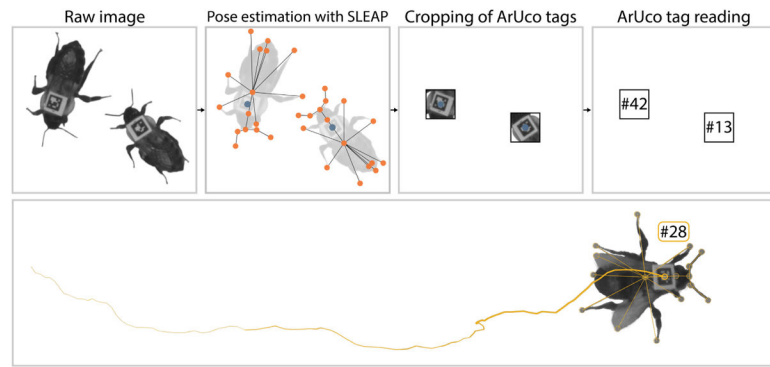 Raw image
Pose estimation with SLEAP
Cropping of ArUco tags
ArUco tag reading
#42
#13
#28